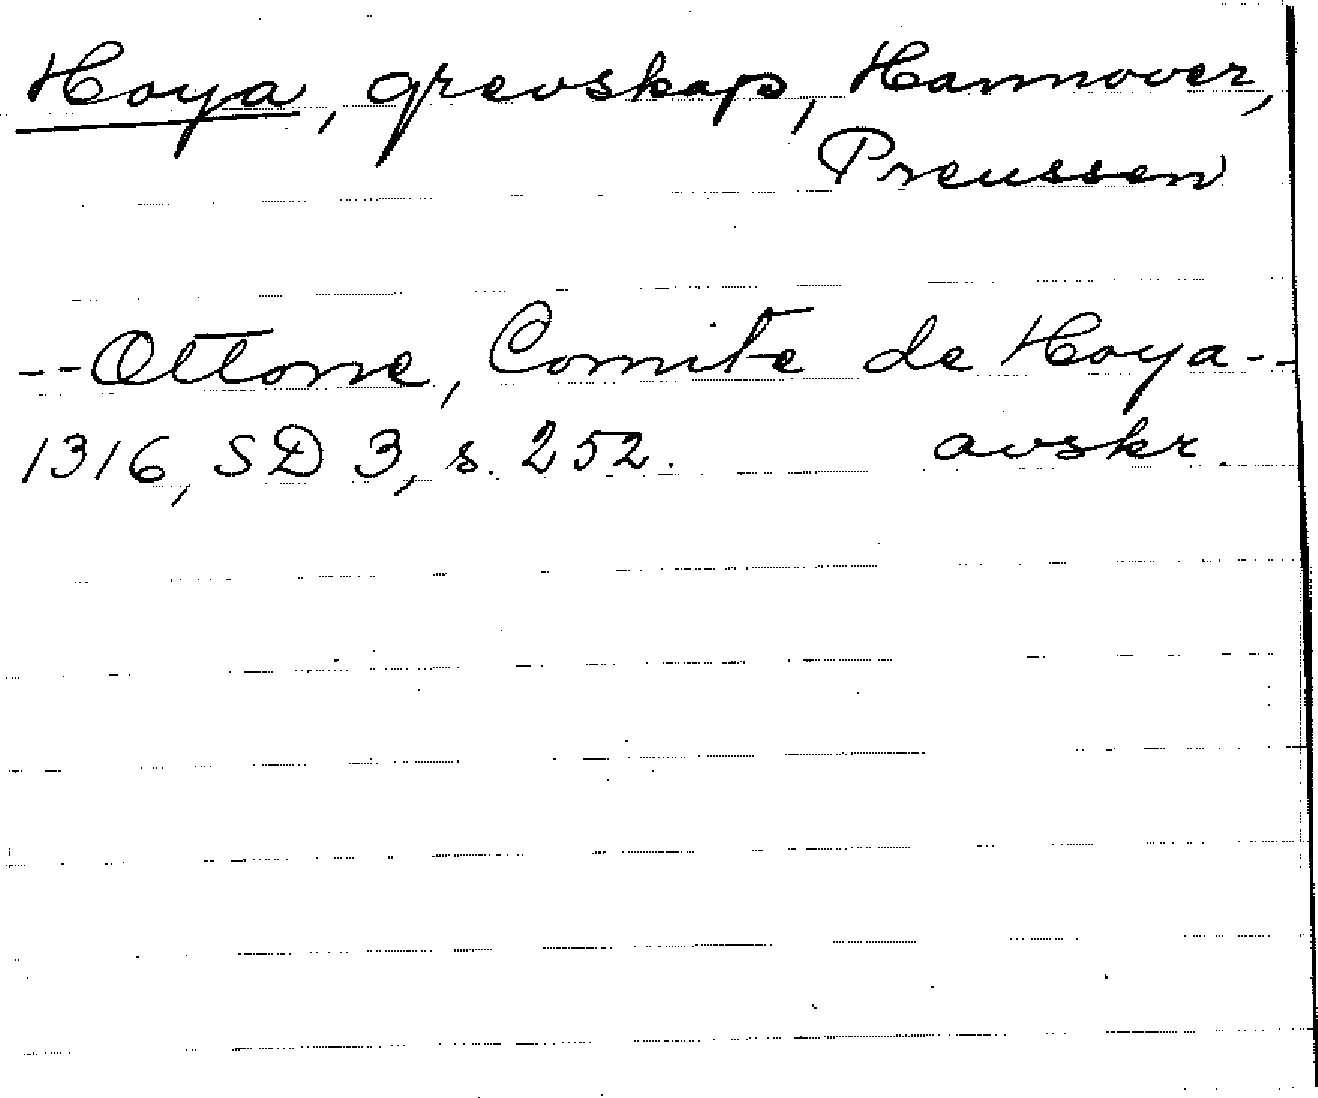 Hoya, grevskap, Hannover,
Preussen
--Ottone, Comite de Hoya--
1316, SD 3, s. 252. avskr.